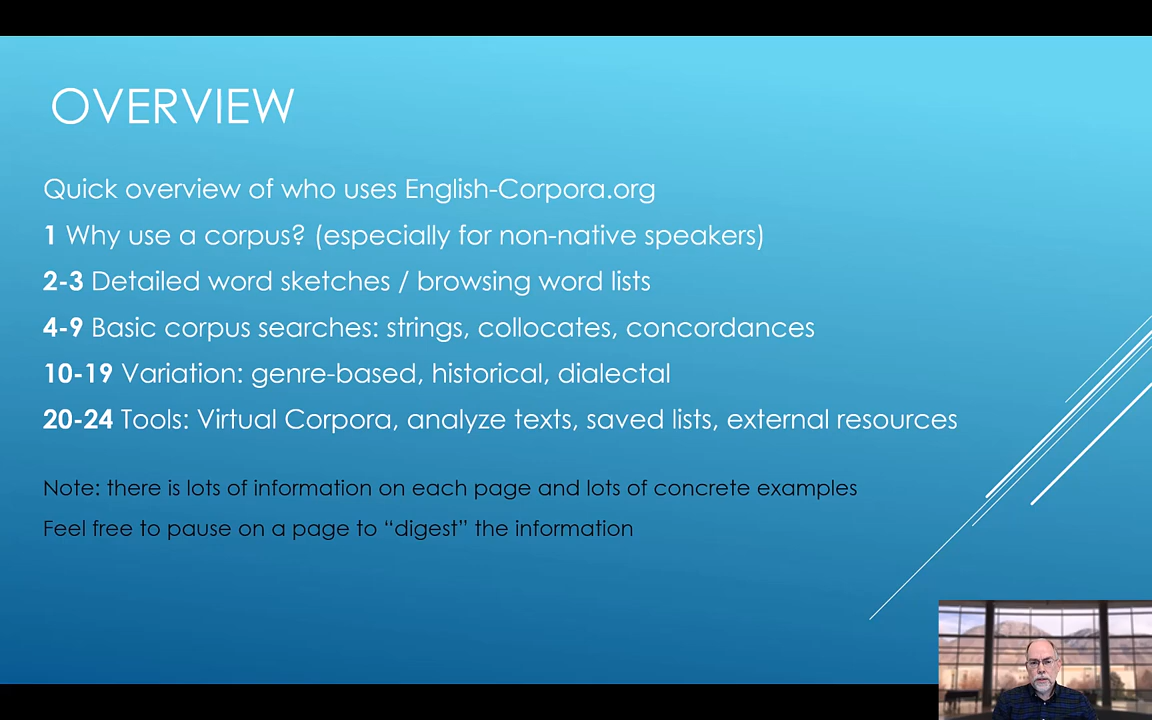 OVERVIEW
Quick overview of who uses English-Corpora.org
1 Why use a corpus? (especially for non-native speakers)
2-3 Detailed word sketches / browsing word lists
4-9 Basic corpus searches: strings, collocates, concordances
10-19 Variation: genre-based, historical, dialectal
20-24 Tools: Virtual Corpora, analyze texts, saved lists, external resources
Note: there is lots of information on each page and lots of concrete examples
Feel free to pause on a page to “digest” the information